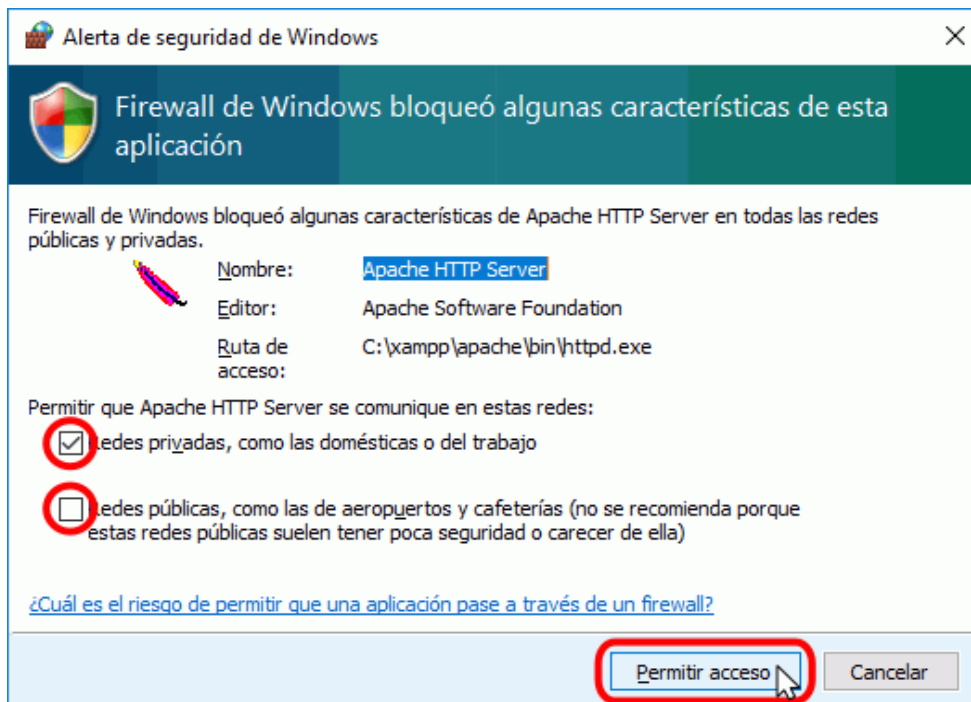 Alerta de seguridad de Windows
Firewall de Windows bloqueó algunas características de esta
aplicación
Firewall de Windows bloqueó algunas características de Apache HTTP Server en todas las redes
públicas y privadas.
Nombre: Apache HTTP Server
Editor: Apache Software Foundation
Ruta de C:\xampp\apache\bin\httpd.exe
acceso:
Permitir que Apache HTTP Server se comunique en estas redes:
Redes privadas, como las domésticas o del trabajo
Redes públicas, como las de aeropuertos y cafeterías (no se recomienda porque
estas redes públicas suelen tener poca seguridad o carecer de ella)
¿Cuál es el riesgo de permitir que una aplicación pase a través de un firewall?
Permitir acceso Cancelar